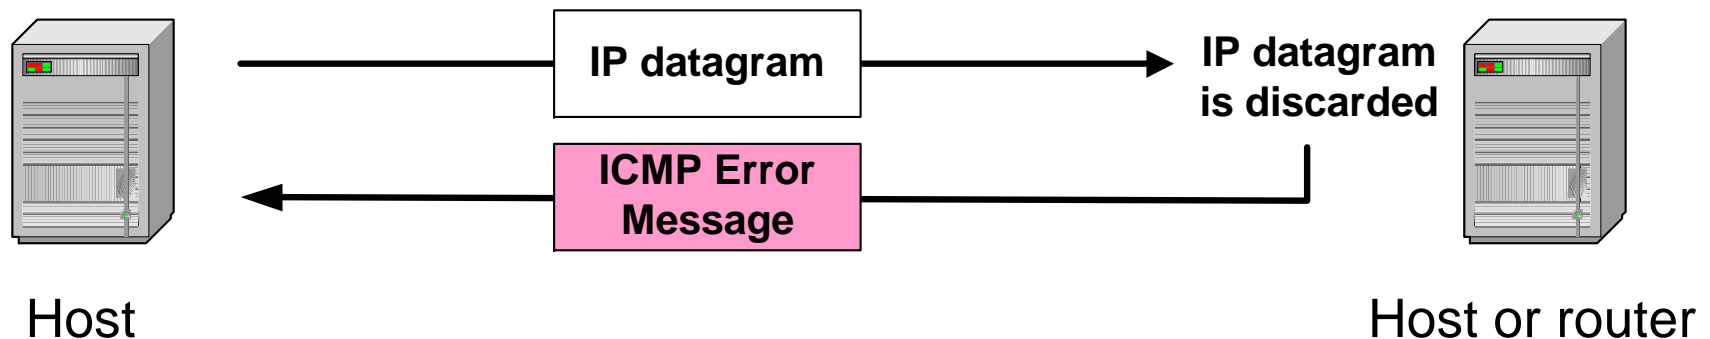 IP datagram
IP datagram
is discarded
ICMP Error
Message
Host
Host or router